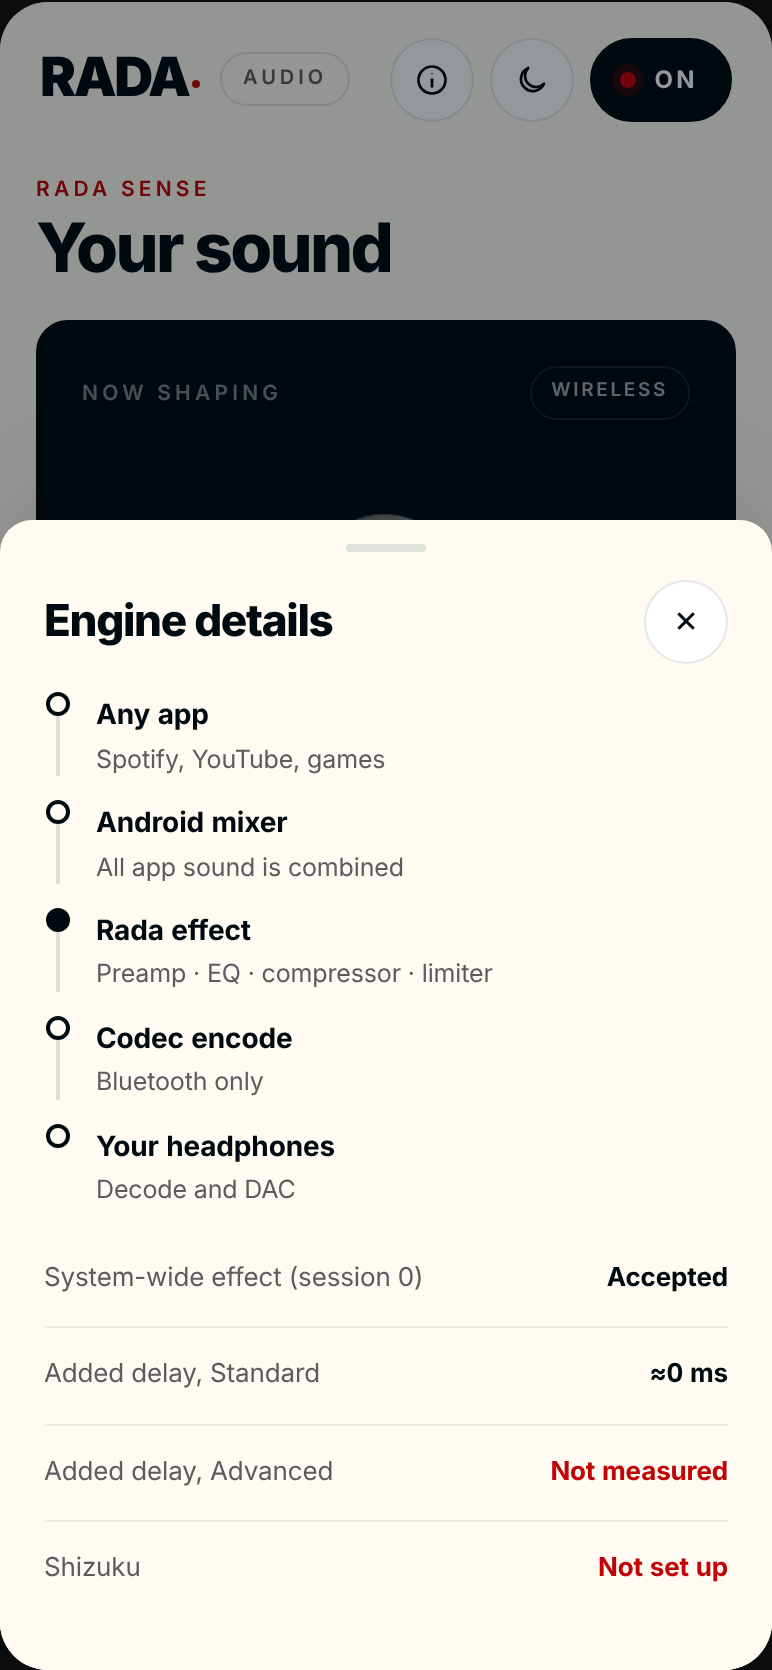 RADA.
AUDIO
ON
RADA SENSE
Your sound
NOW SHAPING
WIRELESS
Engine details
Any app
Spotify, YouTube, games
Android mixer
All app sound is combined
Rada effect
Preamp · EQ · compressor · limiter
Codec encode
Bluetooth only
Your headphones
Decode and DAC
System-wide effect (session 0) Accepted
Added delay, Standard ≈0 ms
Added delay, Advanced Not measured
Shizuku Not set up